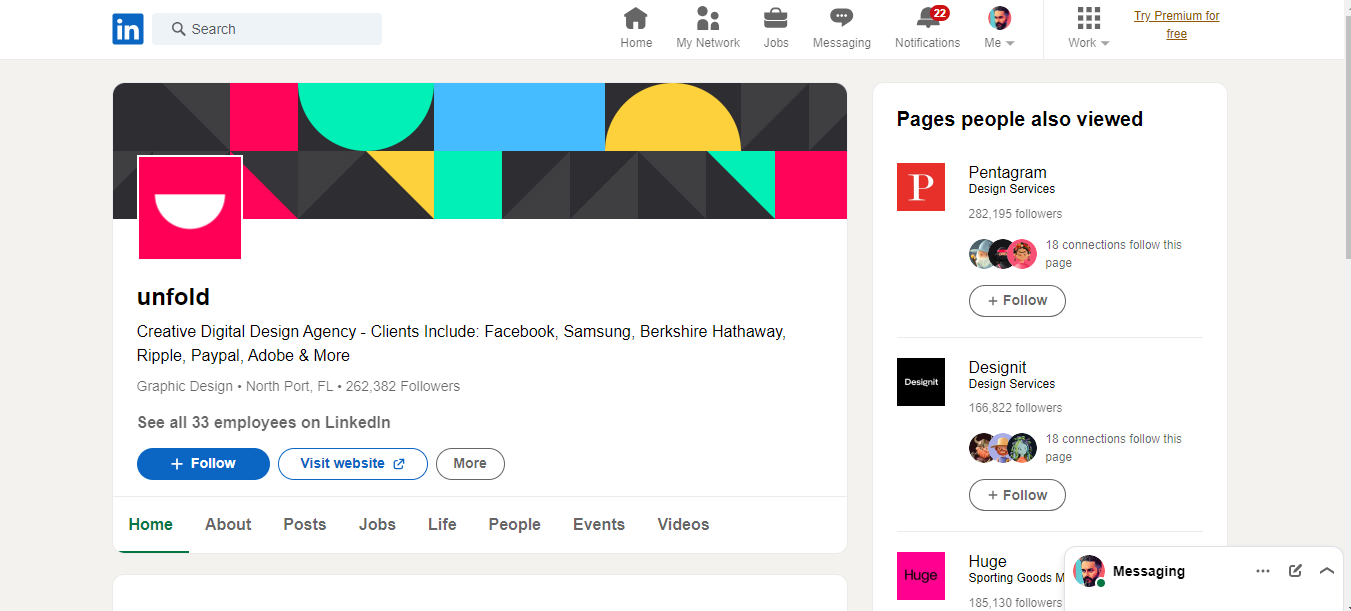 in
Search
Home
My Network
Jobs
Messaging
22
Notifications
Me
Work
Try Premium for
free
unfold
Creative Digital Design Agency - Clients Include: Facebook, Samsung, Berkshire Hathaway,
Ripple, Paypal, Adobe & More
Graphic Design • North Port, FL • 262,382 Followers
See all 33 employees on LinkedIn
+ Follow
Visit website
More
Home
About
Posts
Jobs
Life
People
Events
Videos
Pages people also viewed
P
Pentagram
Design Services
282,195 followers
18 connections follow this
page
+ Follow
Designit
Designit
Design Services
166,822 followers
18 connections follow this
page
+ Follow
Huge
Huge
Sporting Goods M
185,130 followers
Messaging